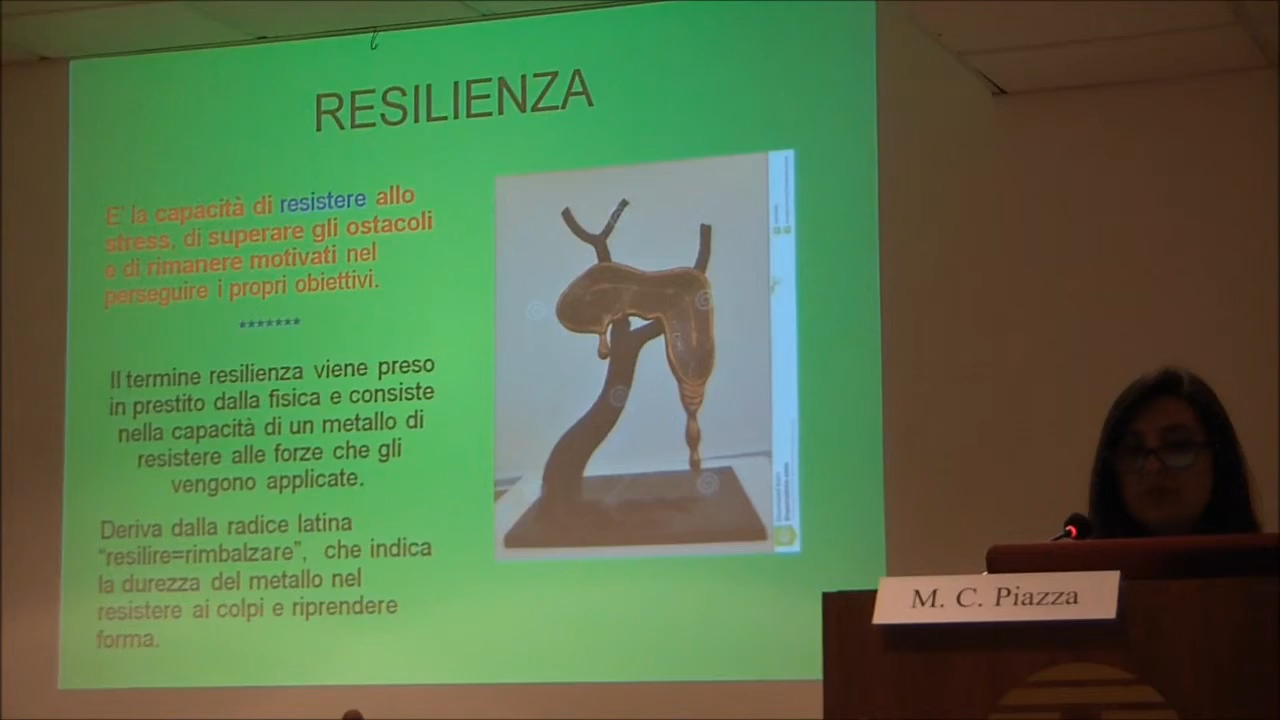 RESILIENZA
E' la capacità di resistere allo
stress, di superare gli ostacoli
e di rimanere motivati nel
perseguire i propri obiettivi.
*******
Il termine resilienza viene preso
in prestito dalla fisica e consiste
nella capacità di un metallo di
resistere alle forze che gli
vengono applicate.
Deriva dalla radice latina
“resilire=rimbalzare”, che indica
la durezza del metallo nel
resistere ai colpi e riprendere
forma.
M. C. Piazza